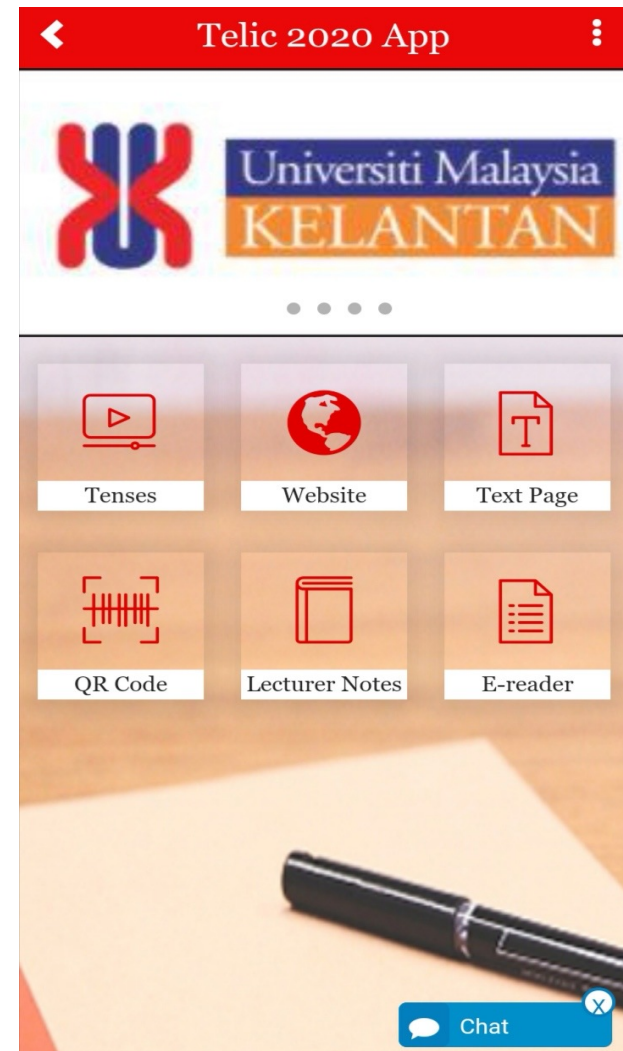 Telic 2020 App
Universiti Malaysia
KELANTAN
T
Tenses
Website
Text Page
QR Code
Lecturer Notes
E-reader
Chat
X